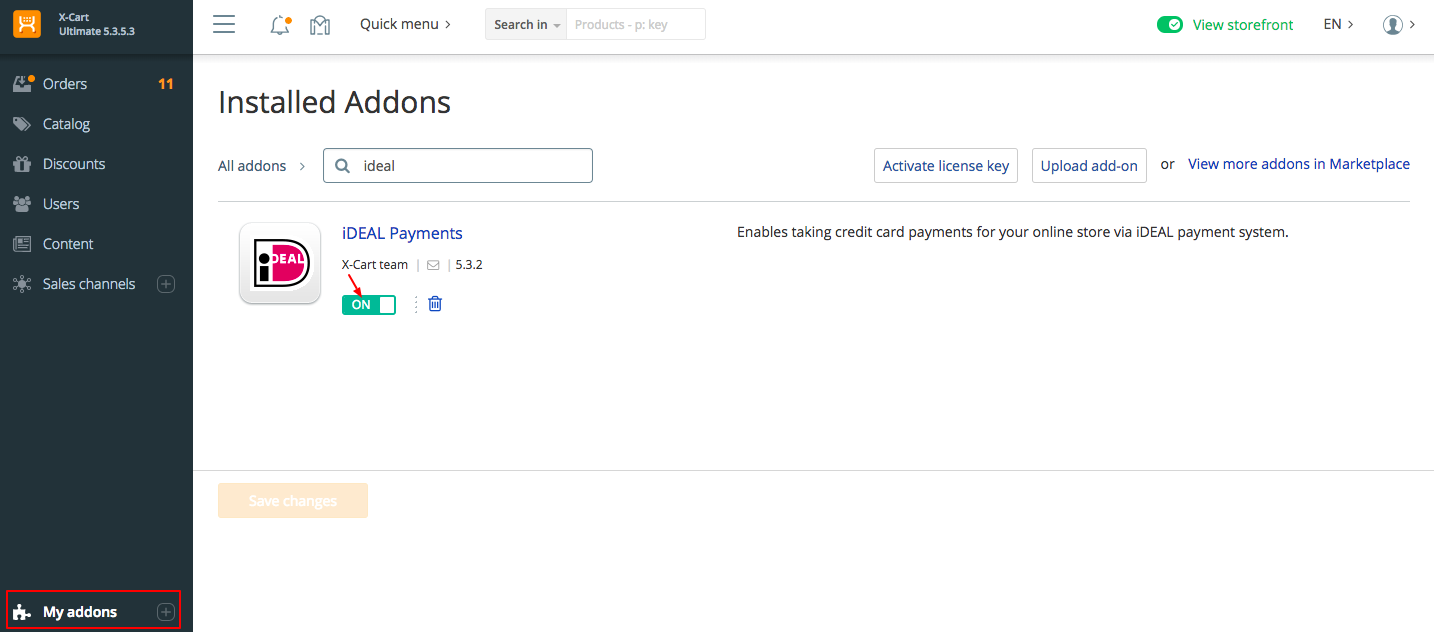 X-Cart
Ultimate 5.3.5.3
Quick menu
Search in
Products - p: key
View storefront
EN
Orders
11
Catalog
Discounts
Users
Content
Sales channels
My addons
Installed Addons
All addons
ideal
Activate license key
Upload add-on
or
View more addons in Marketplace
iDEAL
iDEAL Payments
X-Cart team | | 5.3.2
ON
Enables taking credit card payments for your online store via iDEAL payment system.
Save changes